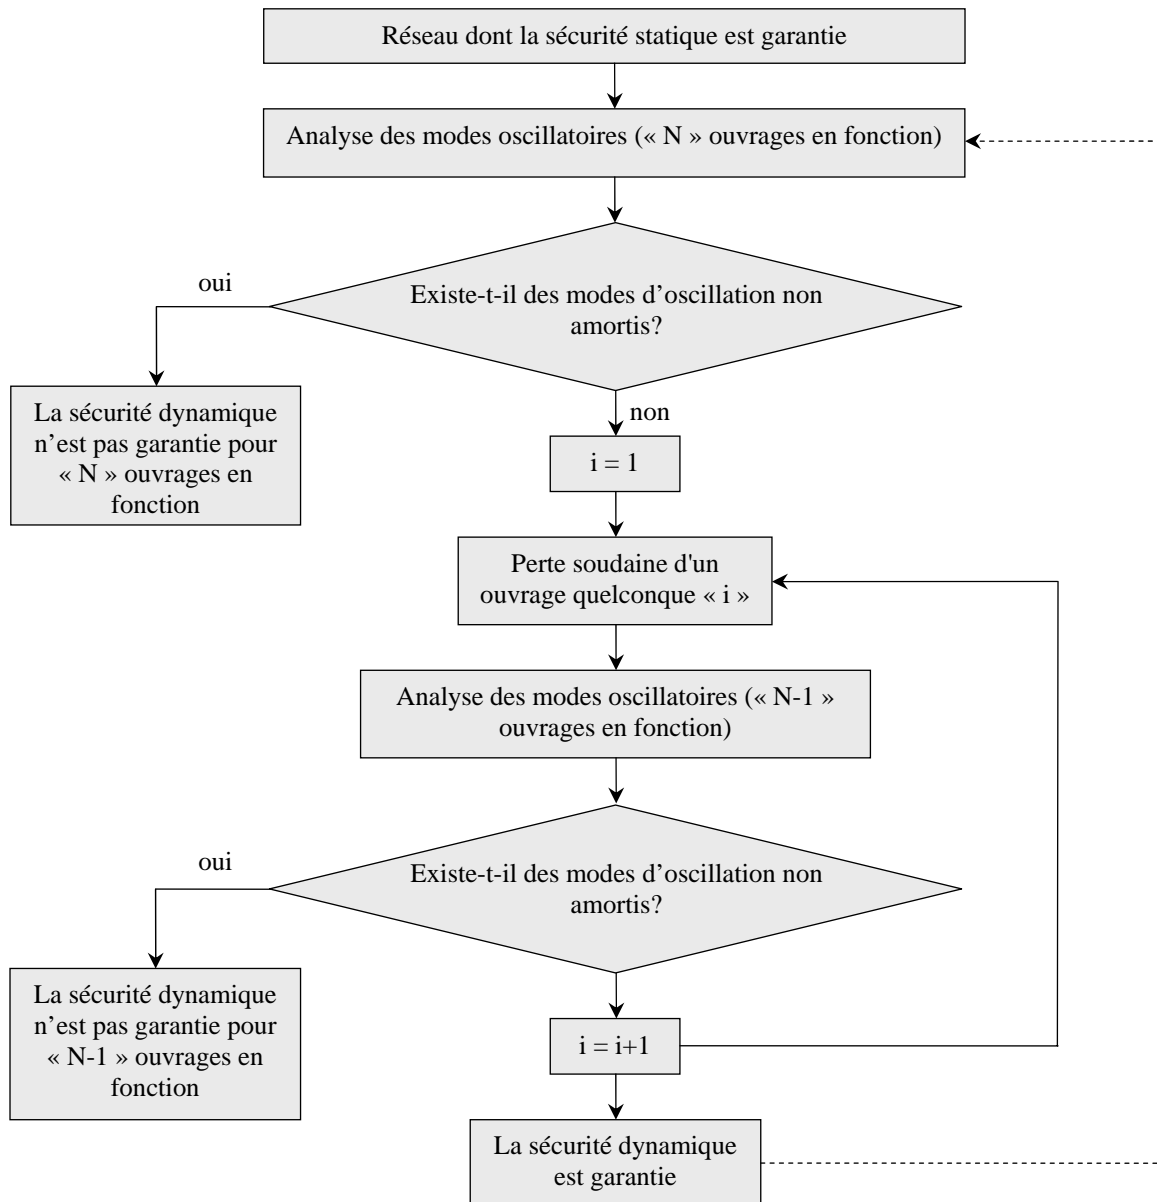 Réseau dont la sécurité statique est garantie
Analyse des modes oscillatoires (« N » ouvrages en fonction)
oui
Existe-t-il des modes d’oscillation non
amortis?
La sécurité dynamique
n’est pas garantie pour
« N » ouvrages en
fonction
non
i = 1
Perte soudaine d'un
ouvrage quelconque « i »
Analyse des modes oscillatoires (« N-1 »
ouvrages en fonction)
oui
Existe-t-il des modes d’oscillation non
amortis?
La sécurité dynamique
n’est pas garantie pour
« N-1 » ouvrages en
fonction
i = i+1
La sécurité dynamique
est garantie